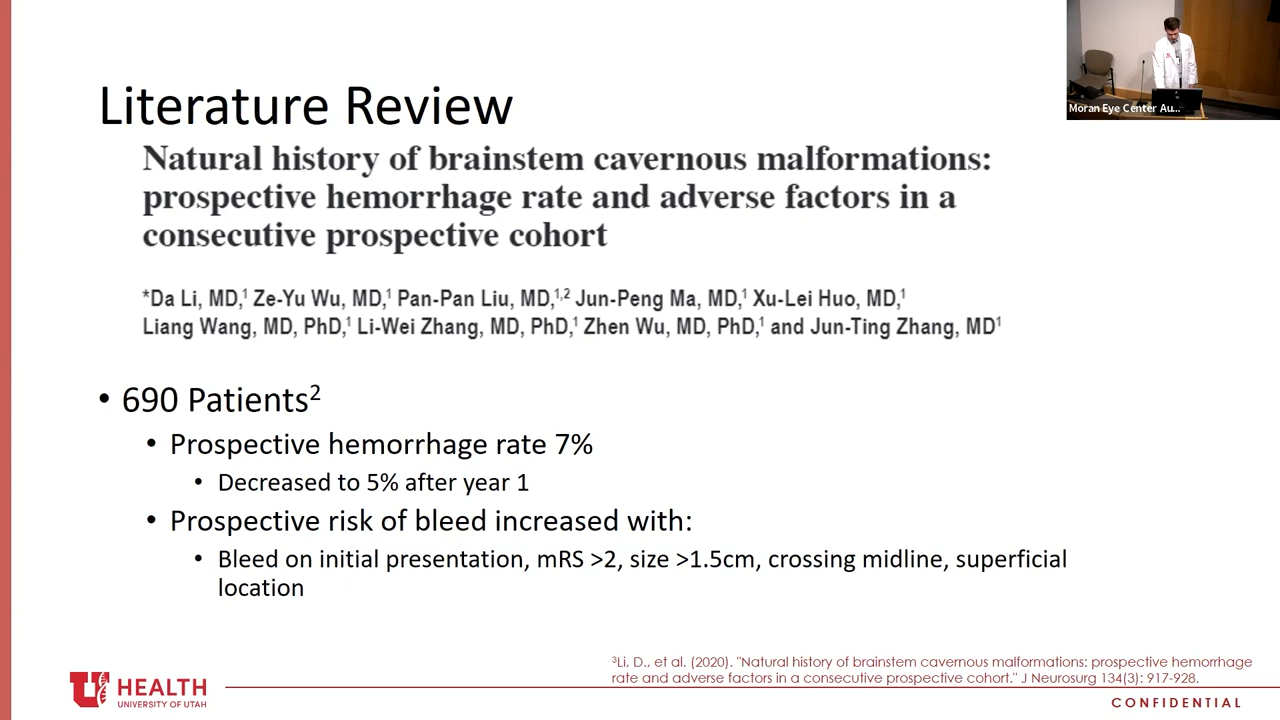 Moran Eye Center Au...
Literature Review
Natural history of brainstem cavernous malformations:
prospective hemorrhage rate and adverse factors in a
consecutive prospective cohort
*Da Li, MD,¹ Ze-Yu Wu, MD,¹ Pan-Pan Liu, MD,¹,² Jun-Peng Ma, MD,¹ Xu-Lei Huo, MD,¹
Liang Wang, MD, PhD,¹ Li-Wei Zhang, MD, PhD,¹ Zhen Wu, MD, PhD,¹ and Jun-Ting Zhang, MD¹
• 690 Patients²
• Prospective hemorrhage rate 7%
• Decreased to 5% after year 1
• Prospective risk of bleed increased with:
• Bleed on initial presentation, mRS >2, size >1.5cm, crossing midline, superficial
location
³Li, D., et al. (2020). "Natural history of brainstem cavernous malformations: prospective hemorrhage
rate and adverse factors in a consecutive prospective cohort." J Neurosurg 134(3): 917-928.
U HEALTH
UNIVERSITY OF UTAH
CONFIDENTIAL